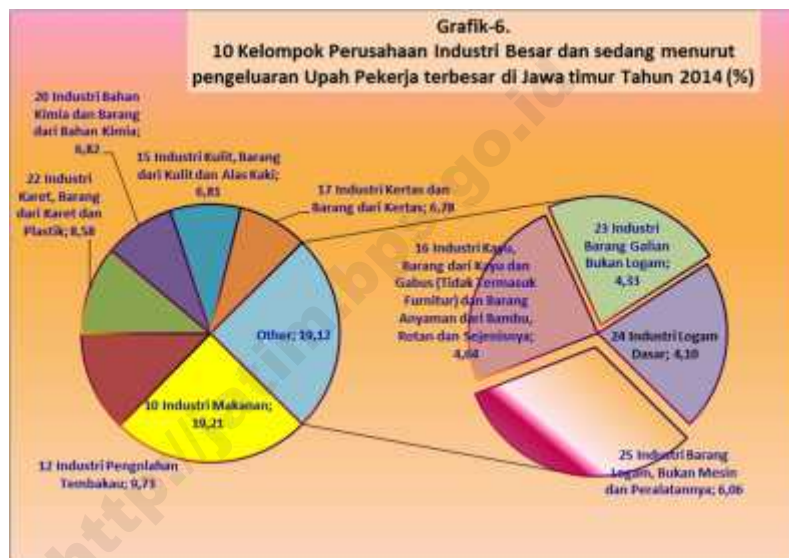 Grafik-6.
10 Kelompok Perusahaan Industri Besar dan sedang menurut
pengeluaran Upah Pekerja terbesar di Jawa timur Tahun 2014 (%)
20 Industri Bahan
Kimia dan Barang
dari Bahan Kimia;
6,82
15 Industri Kulit, Barang
dari Kulit dan Alas Kaki;
6,81
17 Industri Kertas dan
Barang dari Kertas; 6,78
22 Industri
Karet, Barang
dari Karet dan
Plastik; 8,58
16 Industri Kayu,
Barang dari Kayu dan
Gabus (Tidak Termasuk
Furnitur) dan Barang
Anyaman dari Bambu,
Rotan dan Sejenisnya;
4,64
23 Industri
Barang Galian
Bukan Logam;
4,33
Other; 19,12
24 Industri Logam
Dasar; 4,10
10 Industri Makanan;
19,21
12 Industri Pengolahan
Tembakau; 9,73
25 Industri Barang
Logam, Bukan Mesin
dan Peralatannya; 6,06
http://jatim.bps.go.id